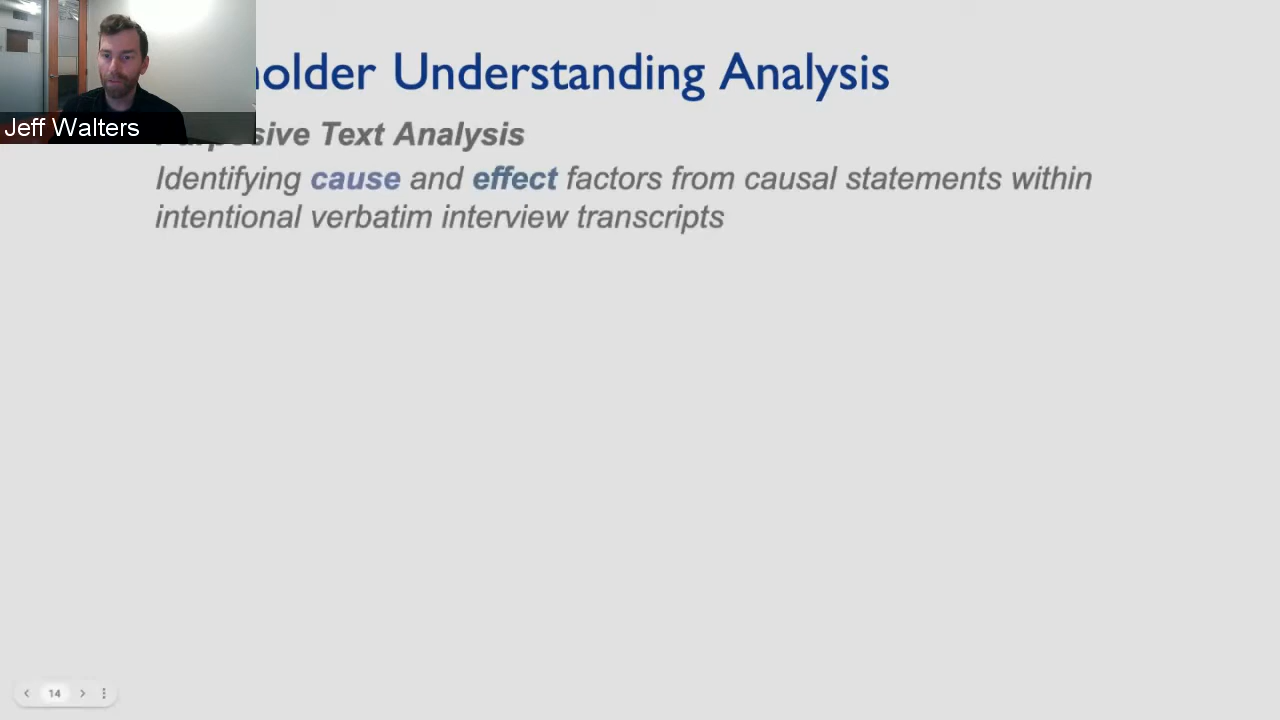 holder Understanding Analysis
Jeff Walters
Purposive Text Analysis
Identifying cause and effect factors from causal statements within
intentional verbatim interview transcripts
14